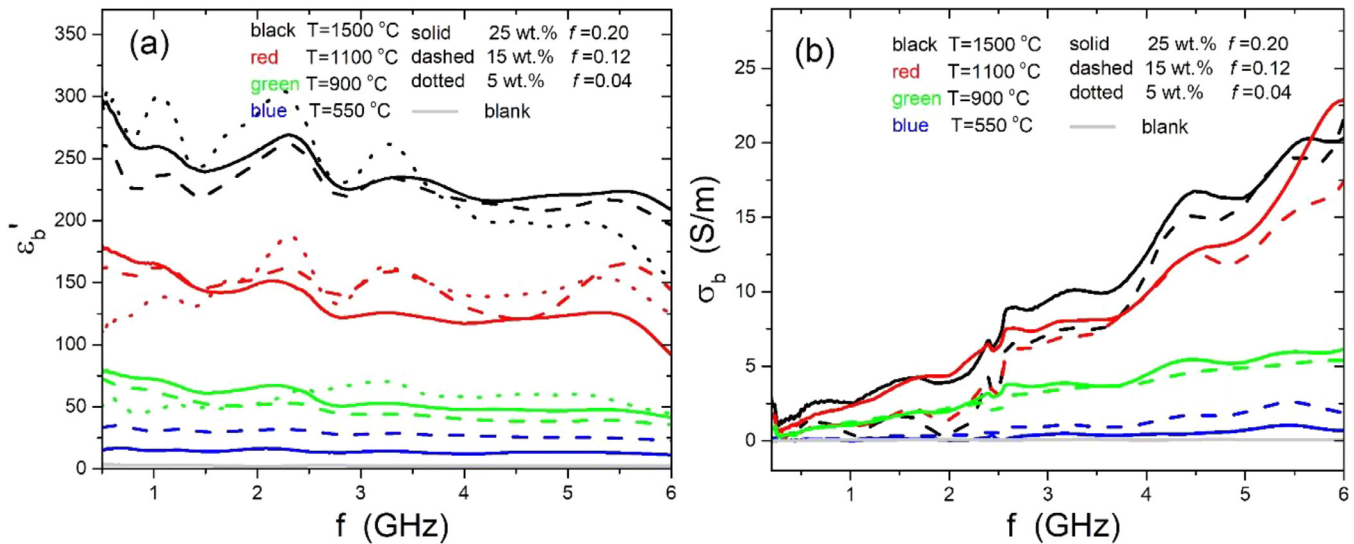 (a)
black T=1500 °C solid 25 wt.% f=0.20
red T=1100 °C dashed 15 wt.% f=0.12
green T=900 °C dotted 5 wt.% f=0.04
blue T=550 °C blank
350
300
250
200
150
100
50
0
εb'
1 2 3 4 5 6
f (GHz)
(b)
black T=1500 °C solid 25 wt.% f=0.20
red T=1100 °C dashed 15 wt.% f=0.12
green T=900 °C dotted 5 wt.% f=0.04
blue T=550 °C blank
25
20
15
10
5
0
σb (S/m)
1 2 3 4 5 6
f (GHz)